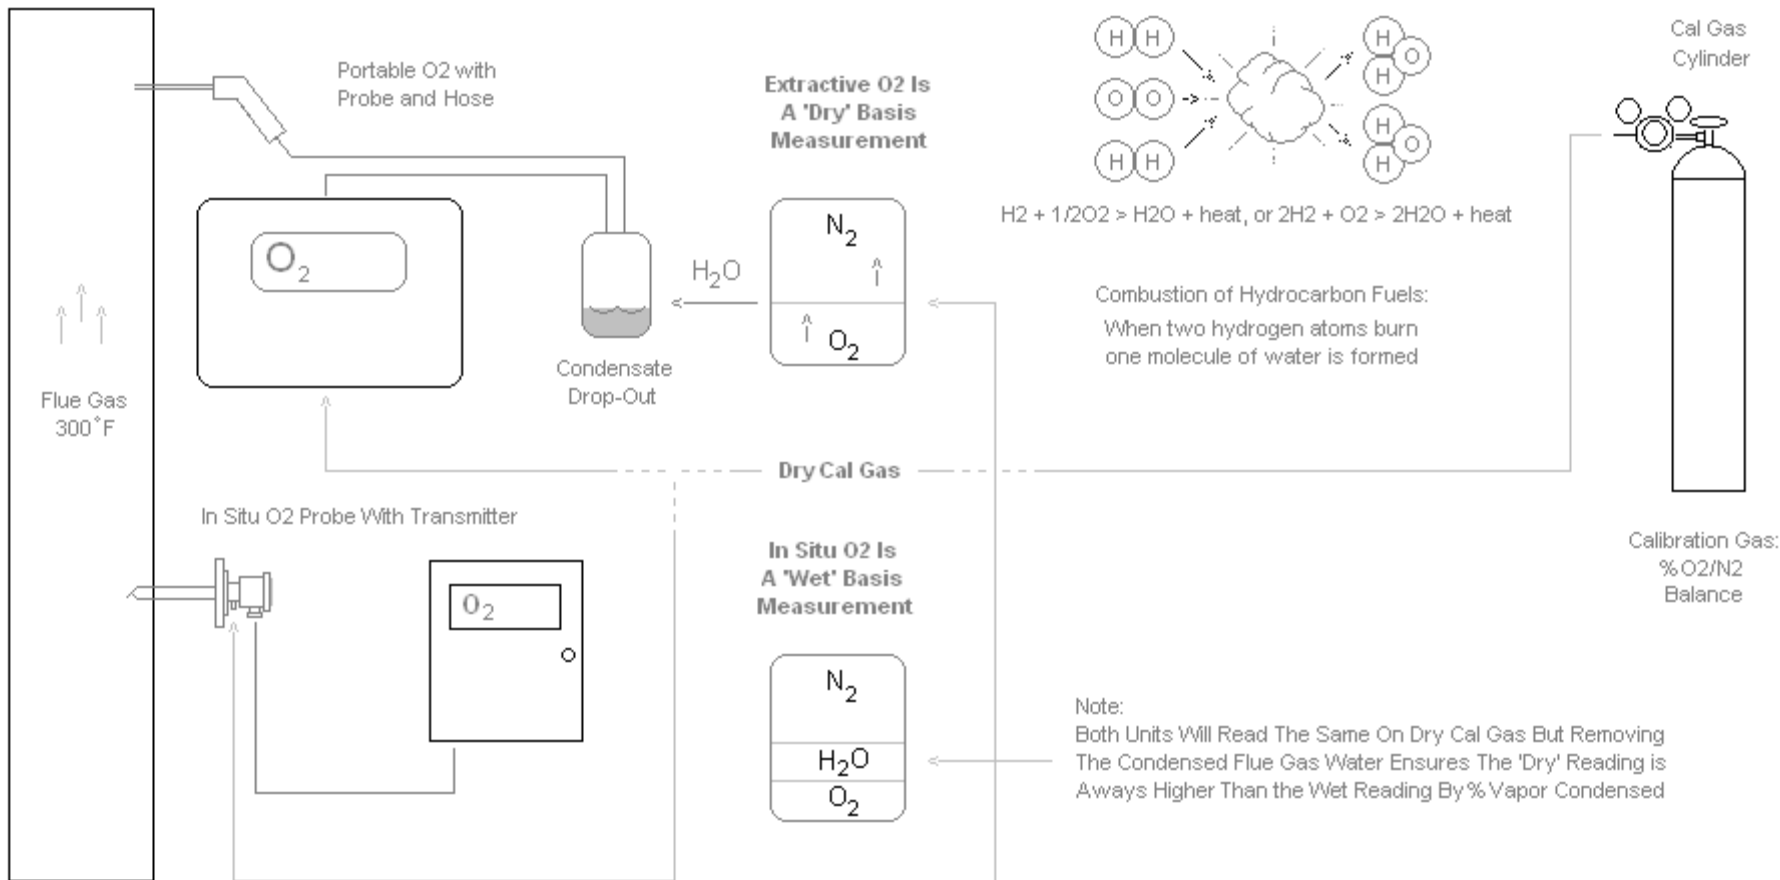 Portable O2 with
Probe and Hose
Extractive O2 Is
A 'Dry' Basis
Measurement
H H
O O
H H
H
O
H
H
O
H
Cal Gas
Cylinder
H2 + 1/2O2 > H2O + heat, or 2H2 + O2 > 2H2O + heat
O2
N2
H2O
O2
Combustion of Hydrocarbon Fuels:
When two hydrogen atoms burn
one molecule of water is formed
Condensate
Drop-Out
Flue Gas
300°F
Dry Cal Gas
In Situ O2 Probe With Transmitter
O2
In Situ O2 Is
A 'Wet' Basis
Measurement
Calibration Gas:
% O2/N2
Balance
N2
H2O
O2
Note:
Both Units Will Read The Same On Dry Cal Gas But Removing
The Condensed Flue Gas Water Ensures The 'Dry' Reading is
Aways Higher Than the Wet Reading By % Vapor Condensed